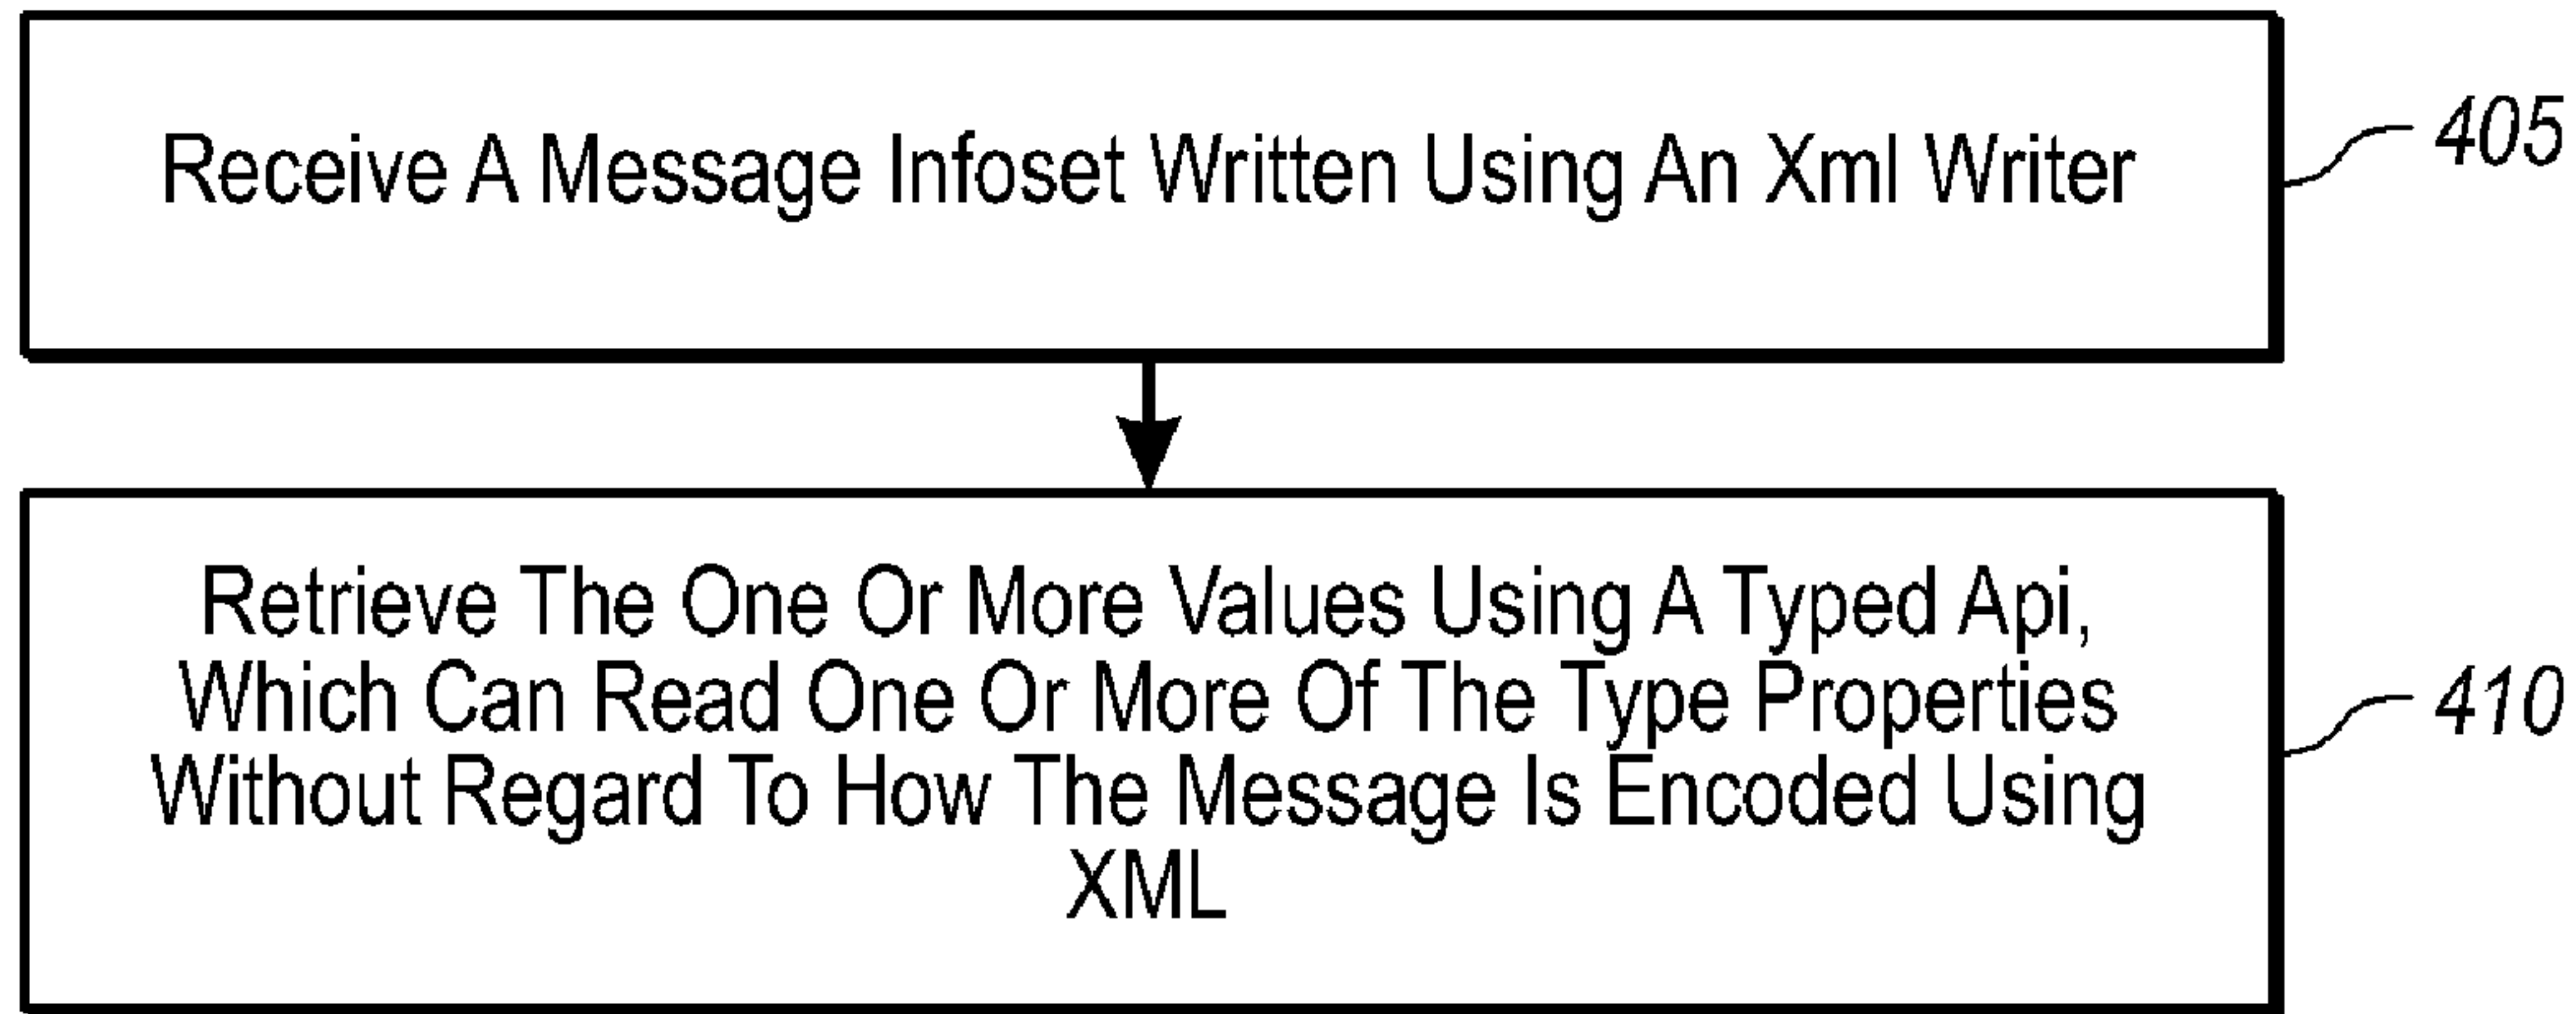 Receive A Message Infoset Written Using An Xml Writer
405
Retrieve The One Or More Values Using A Typed Api,
Which Can Read One Or More Of The Type Properties
Without Regard To How The Message Is Encoded Using
XML
410